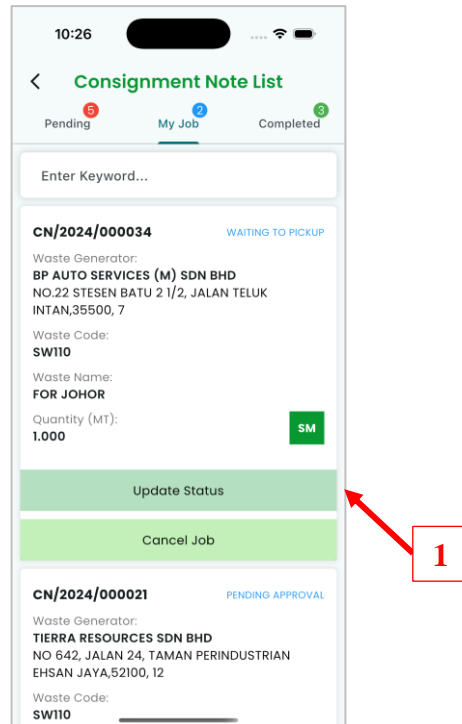 10:26
Consignment Note List
5
2
3
Pending
My Job
Completed
Enter Keyword...
CN/2024/000034
WAITING TO PICKUP
Waste Generator:
BP AUTO SERVICES (M) SDN BHD
NO.22 STESEN BATU 2 1/2, JALAN TELUK
INTAN,35500, 7
Waste Code:
SW110
Waste Name:
FOR JOHOR
Quantity (MT):
1.000
SM
Update Status
1
Cancel Job
CN/2024/000021
PENDING APPROVAL
Waste Generator:
TIERRA RESOURCES SDN BHD
NO 642, JALAN 24, TAMAN PERINDUSTRIAN
EHSAN JAYA,52100, 12
Waste Code:
SW110